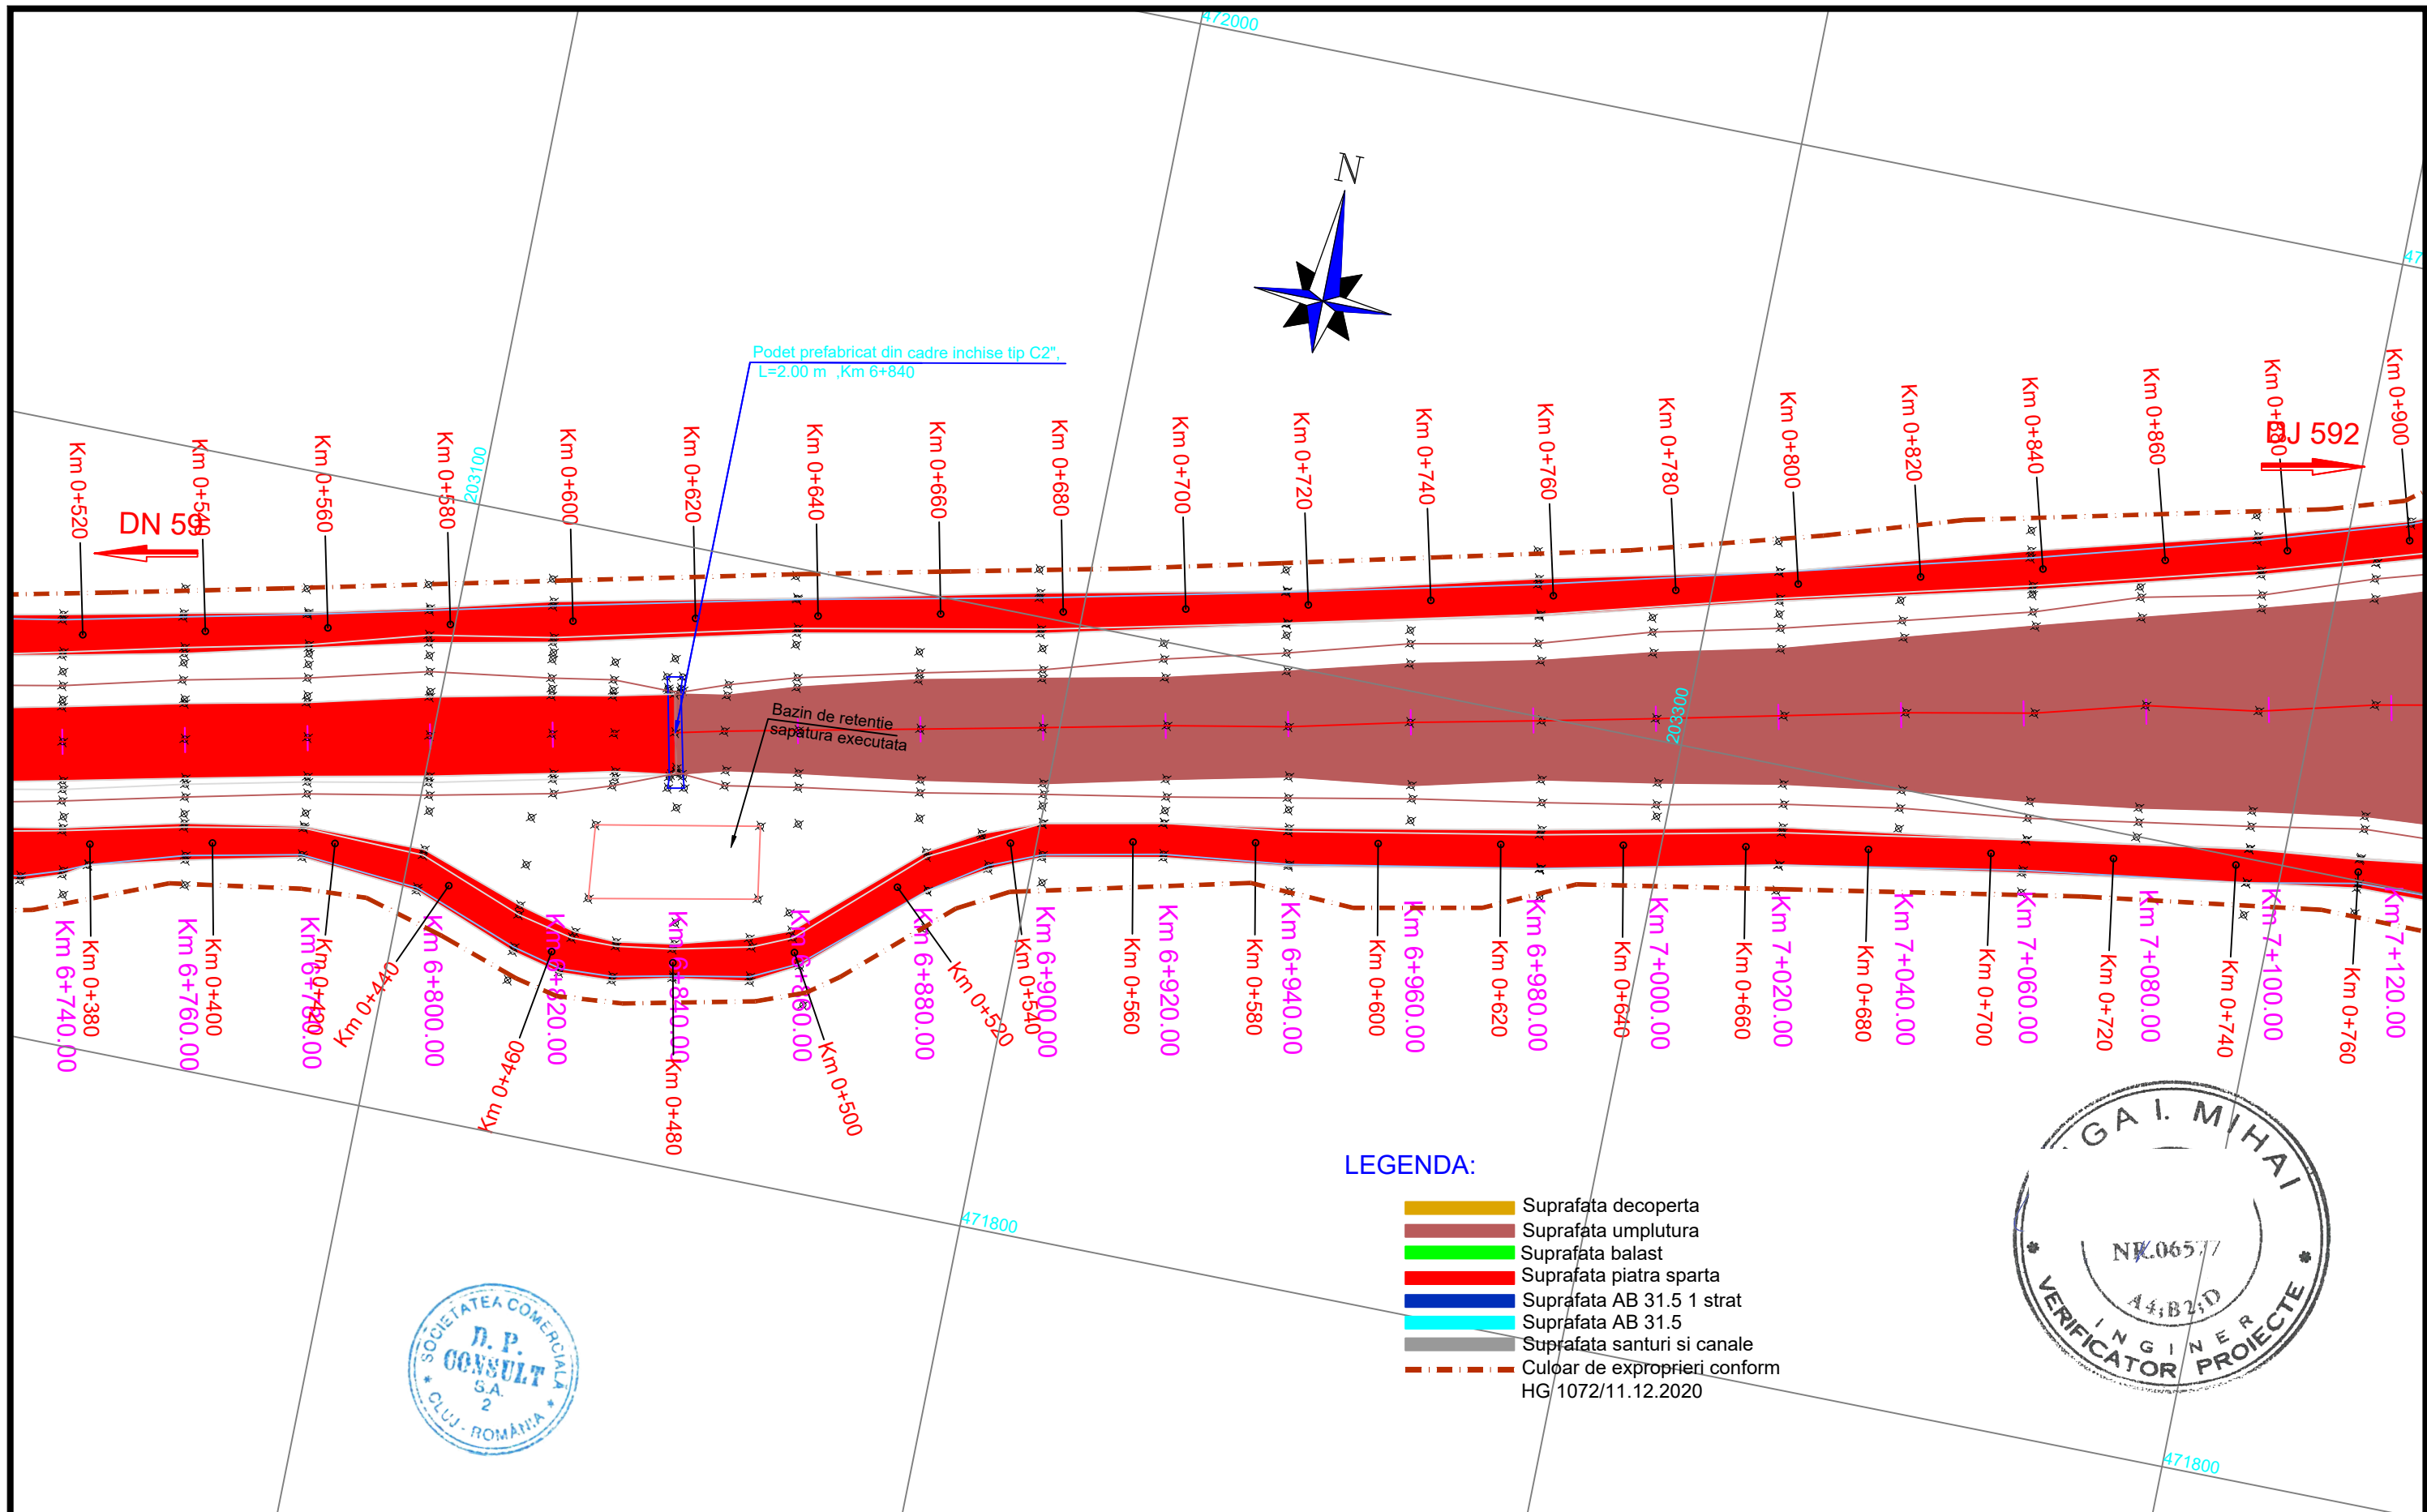 472000
N
Podet prefabricat din cadre inchise tip C2",
L=2.00 m ,Km 6+840
Km 0+520
Km 0+540
Km 0+560
Km 0+580
Km 0+600
Km 0+620
Km 0+640
Km 0+660
Km 0+680
Km 0+700
Km 0+720
Km 0+740
Km 0+760
Km 0+780
Km 0+800
Km 0+820
Km 0+840
Km 0+860
Km 0+880
Km 0+900
DN 59
DJ 592
203100
203300
Bazin de retentie
sapatura executata
Km 6+740.00
Km 6+760.00
Km 6+780.00
Km 6+800.00
Km 6+820.00
Km 6+840.00
Km 6+860.00
Km 6+880.00
Km 6+900.00
Km 6+920.00
Km 6+940.00
Km 6+960.00
Km 6+980.00
Km 7+000.00
Km 7+020.00
Km 7+040.00
Km 7+060.00
Km 7+080.00
Km 7+100.00
Km 7+120.00
Km 0+380
Km 0+400
Km 0+420
Km 0+440
Km 0+460
Km 0+480
Km 0+500
Km 0+520
Km 0+540
Km 0+560
Km 0+580
Km 0+600
Km 0+620
Km 0+640
Km 0+660
Km 0+680
Km 0+700
Km 0+720
Km 0+740
Km 0+760
471800
LEGENDA:
Suprafata decoperta
Suprafata umplutura
Suprafata balast
Suprafata piatra sparta
Suprafata AB 31.5 1 strat
Suprafata AB 31.5
Suprafata santuri si canale
Culoar de exproprieri conform
HG 1072/11.12.2020
SOCIETATEA COMERCIALĂ
D. P.
CONSULT
S.A.
2
* CLUJ - ROMÂNIA *
I. MIHAI
NR.06577
A4;B2;D
INGINER
* VERIFICATOR PROIECTE *
471800